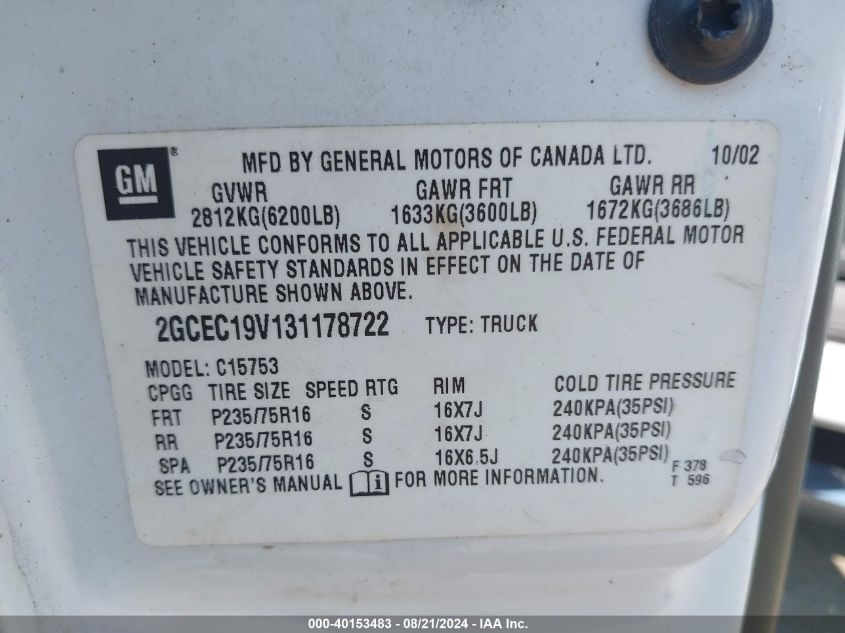 GM ® MFD BY GENERAL MOTORS OF CANADA LTD. 10/02
GVWR GAWR FRT GAWR RR
2812KG(6200LB) 1633KG(3600LB) 1672KG(3686LB)
THIS VEHICLE CONFORMS TO ALL APPLICABLE U.S. FEDERAL MOTOR
VEHICLE SAFETY STANDARDS IN EFFECT ON THE DATE OF
MANUFACTURE SHOWN ABOVE.
2GCEC19V131178722 TYPE: TRUCK
MODEL: C15753
CPGG TIRE SIZE SPEED RTG RIM COLD TIRE PRESSURE
FRT P235/75R16 S 16X7J 240KPA(35PSI)
RR P235/75R16 S 16X7J 240KPA(35PSI)
SPA P235/75R16 S 16X6.5J 240KPA(35PSI)
SEE OWNER'S MANUAL i FOR MORE INFORMATION.
F 378
T 596
000-40153483 - 08/21/2024 - IAA Inc.